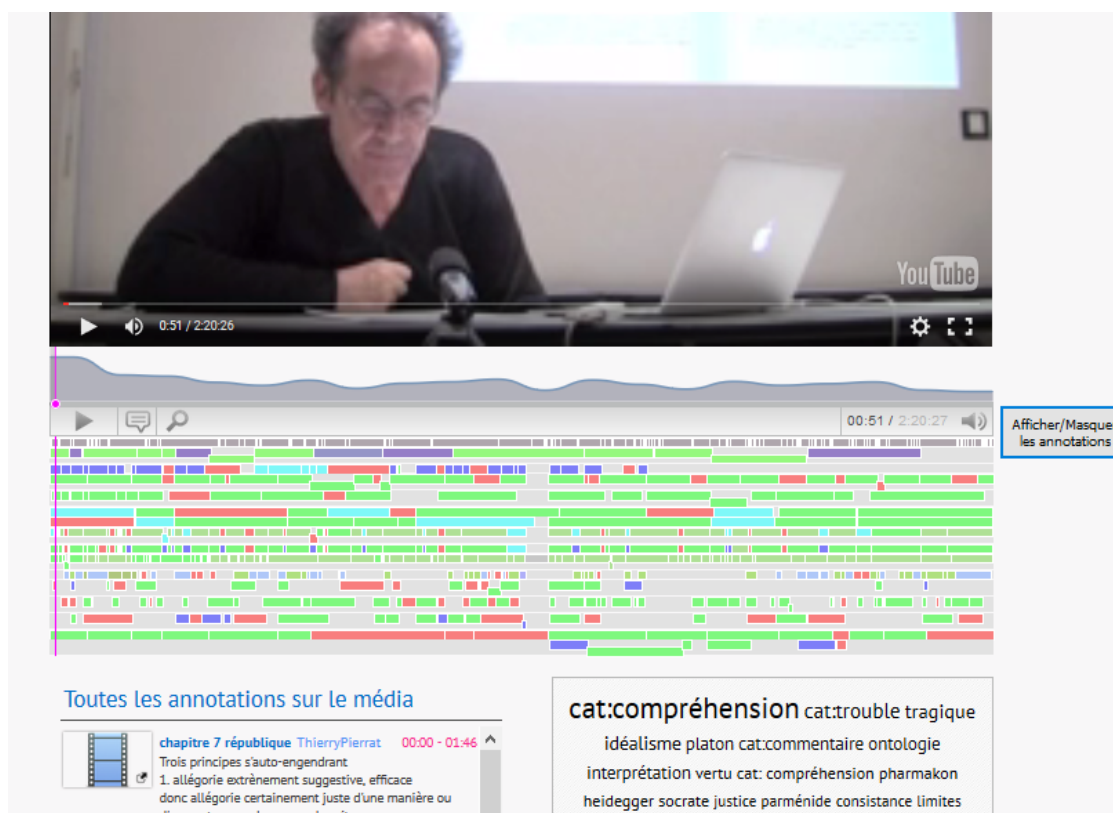 YouTube
0:51 / 2:20:26
00:51 / 2:20:27
Afficher/Masque
les annotations
Toutes les annotations sur le média
chapitre 7 république ThierryPierrat 00:00 - 01:46
Trois principes s'auto-engendrant
1. allégorie extrènement suggestive, efficace
donc allégorie certainement juste d'une manière ou
cat:compréhension cat:trouble tragique
idéalisme platon cat:commentaire ontologie
interprétation vertu cat: compréhension pharmakon
heidegger socrate justice parménide consistance limites